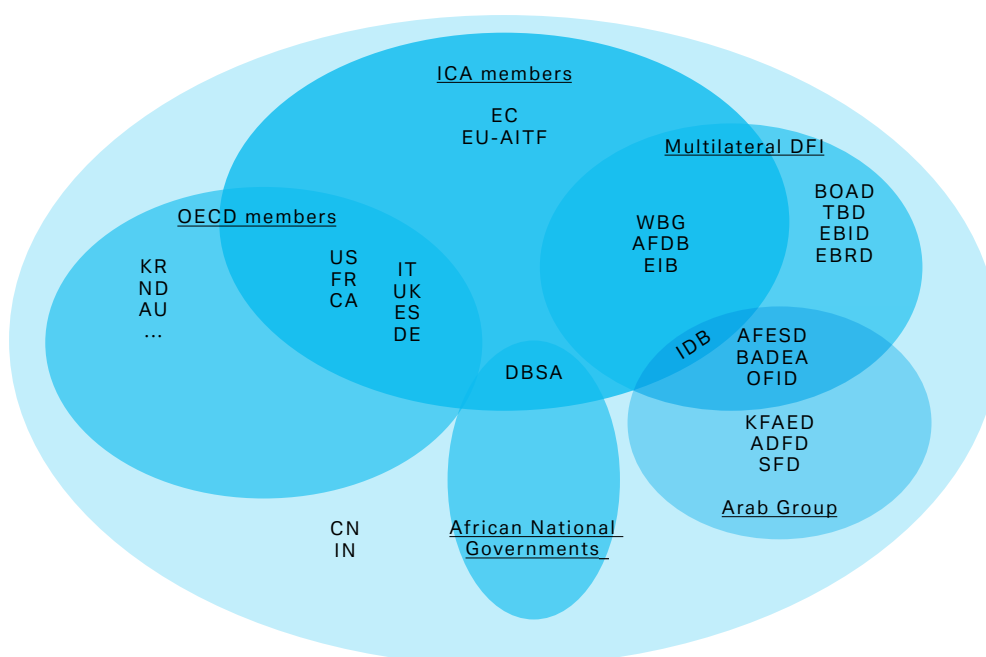 ICA members
EC
EU-AITF
Multilateral DFI
BOAD
TBD
EBID
EBRD
WBG
AFDB
EIB
OECD members
KR
ND
AU
...
US
FR
CA
IT
UK
ES
DE
IDB
AFESD
BADEA
OFID
DBSA
KFAED
ADFD
SFD
Arab Group
CN
IN
African National
Governments